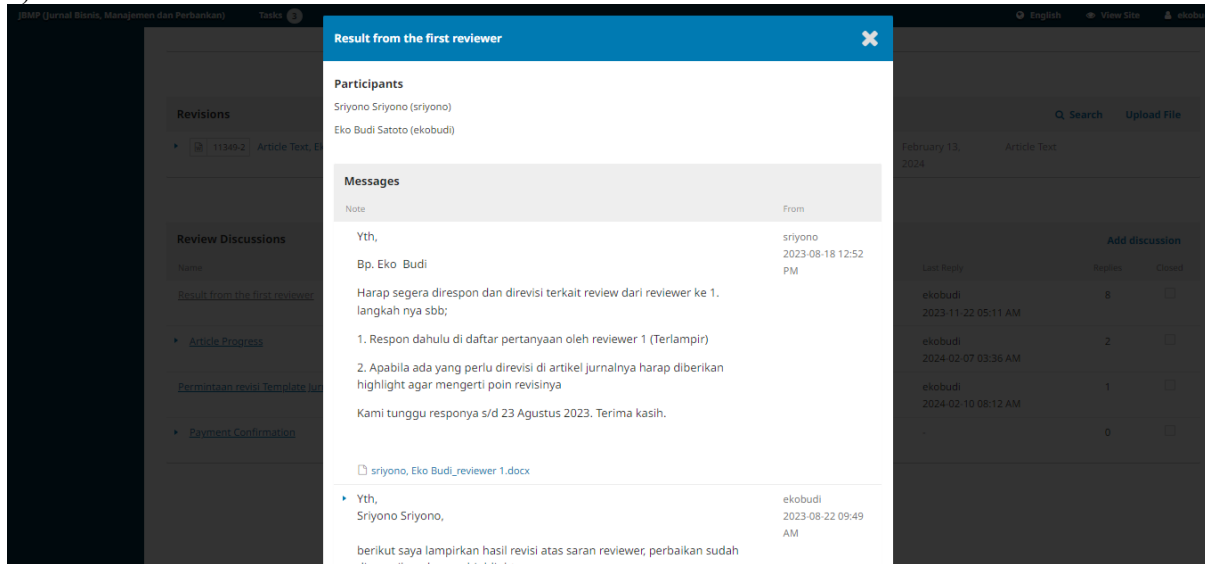 JBMP (Jurnal Bisnis, Manajemen dan Perbankan) Tasks 3 English View Site ekobu
Result from the first reviewer
Participants
Sriyono Sriyono (sriyono)
Eko Budi Satoto (ekobudi)
Revisions Search Upload File
11349-2 Article Text, Ek February 13, 2024 Article Text
Messages
Note From
Yth, sriyono
2023-08-18 12:52
PM
Bp. Eko Budi
Harap segera direspon dan direvisi terkait review dari reviewer ke 1.
langkah nya sbb;
1. Respon dahulu di daftar pertanyaan oleh reviewer 1 (Terlampir)
2. Apabila ada yang perlu direvisi di artikel jurnalnya harap diberikan
highlight agar mengerti poin revisinya
Kami tunggu responya s/d 23 Agustus 2023. Terima kasih.
sriyono, Eko Budi_reviewer 1.docx
Yth, ekobudi
Sriyono Sriyono, 2023-08-22 09:49
AM
berikut saya lampirkan hasil revisi atas saran reviewer, perbaikan sudah
Review Discussions Add discussion
Name Last Reply Replies Closed
Result from the first reviewer ekobudi 8
2023-11-22 05:11 AM
Article Progress ekobudi 2
2024-02-07 03:36 AM
Permintaan revisi Template Jur ekobudi 1
2024-02-10 08:12 AM
Payment Confirmation - 0